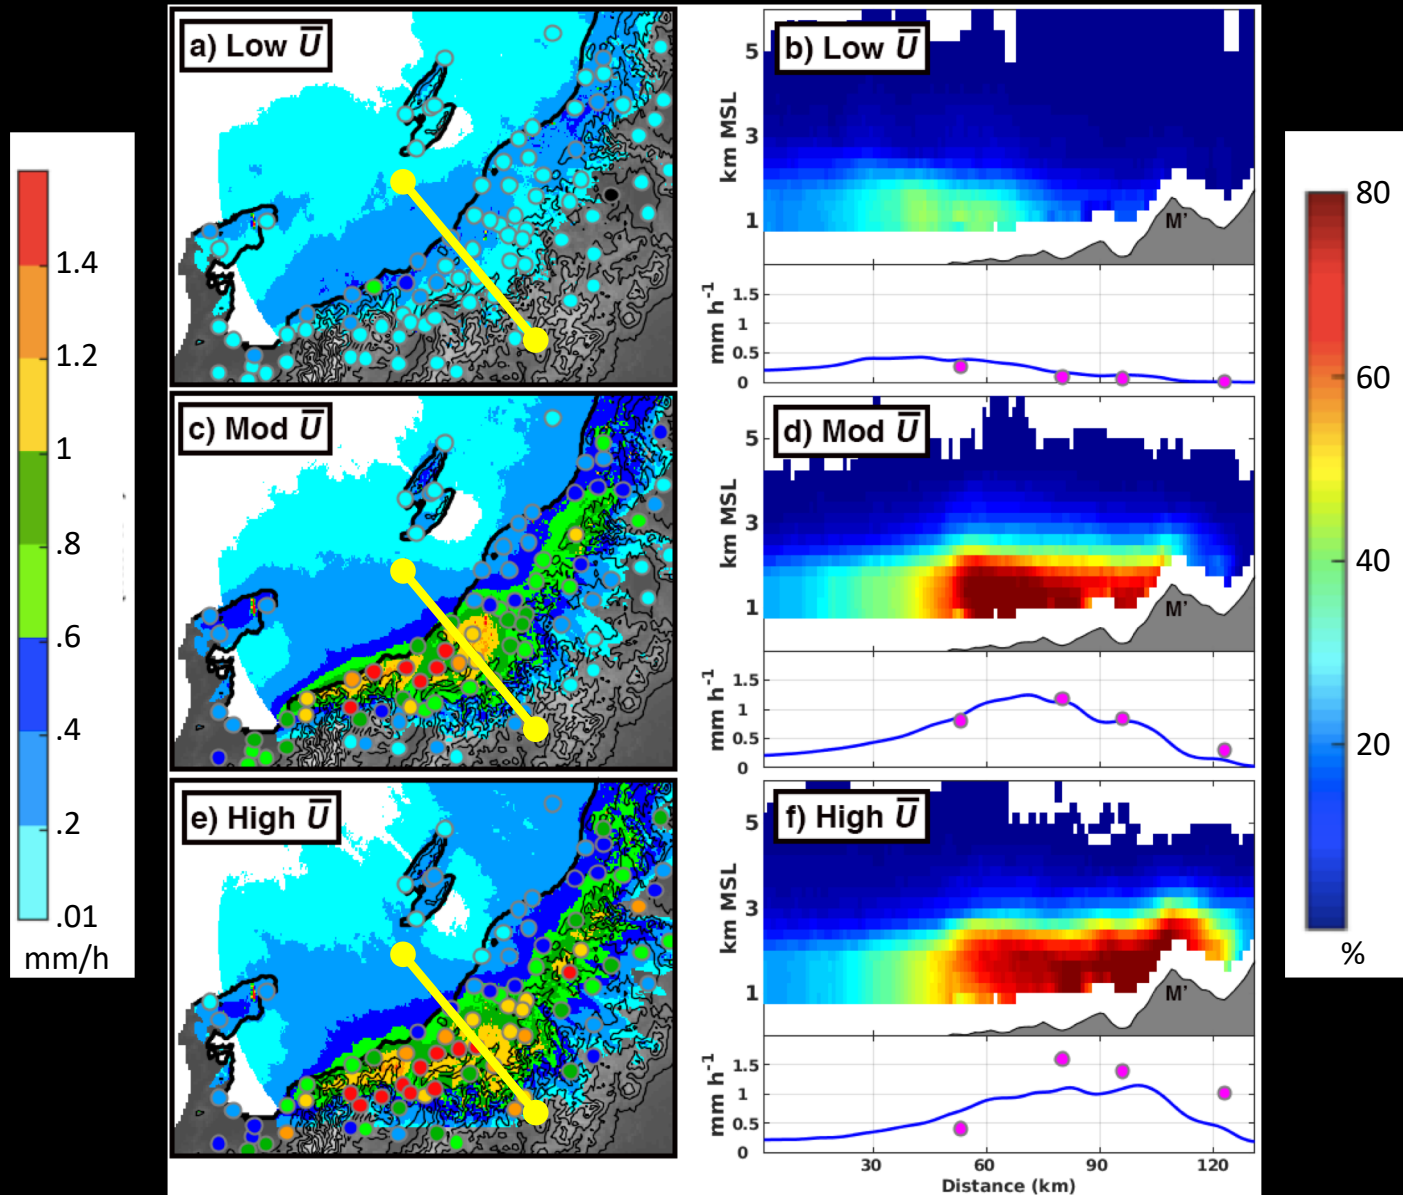 a) Low U̅
b) Low U̅
5
3
1
km MSL
M'
1.5
1
0.5
0
mm h⁻¹
c) Mod U̅
d) Mod U̅
5
3
1
km MSL
M'
1.5
1
0.5
0
mm h⁻¹
e) High U̅
f) High U̅
5
3
1
km MSL
M'
1.5
1
0.5
0
mm h⁻¹
30 60 90 120
Distance (km)
1.4
1.2
1
.8
.6
.4
.2
.01
mm/h
80
60
40
20
%